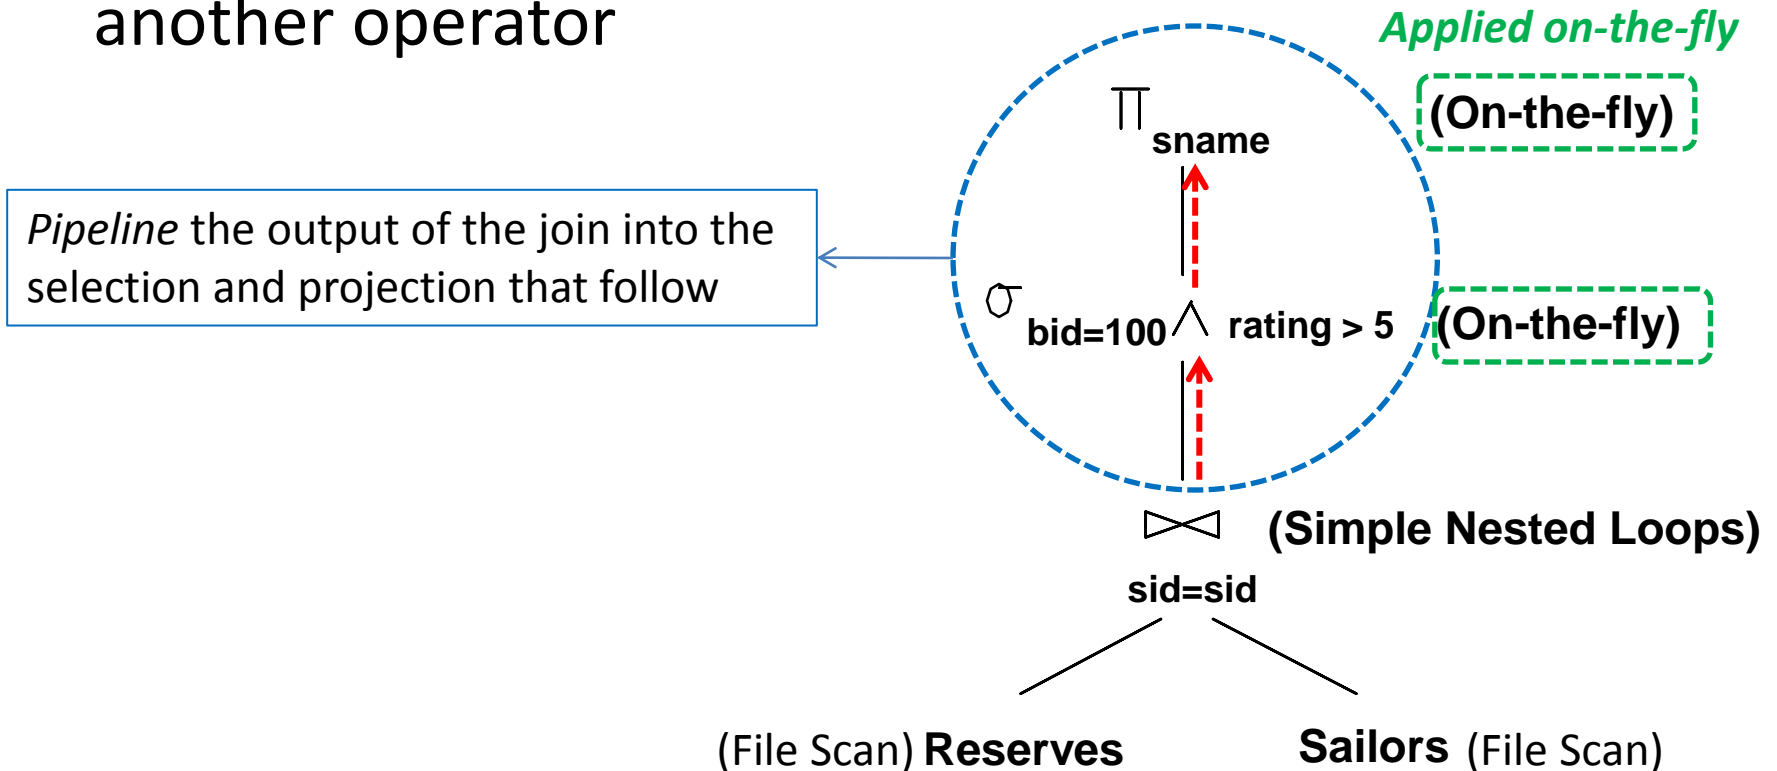 another operator
Applied on-the-fly
(On-the-fly)
∏ sname
Pipeline the output of the join into the
selection and projection that follow
σ bid=100 ∧ rating > 5 (On-the-fly)
⋈ (Simple Nested Loops)
sid=sid
(File Scan) Reserves Sailors (File Scan)